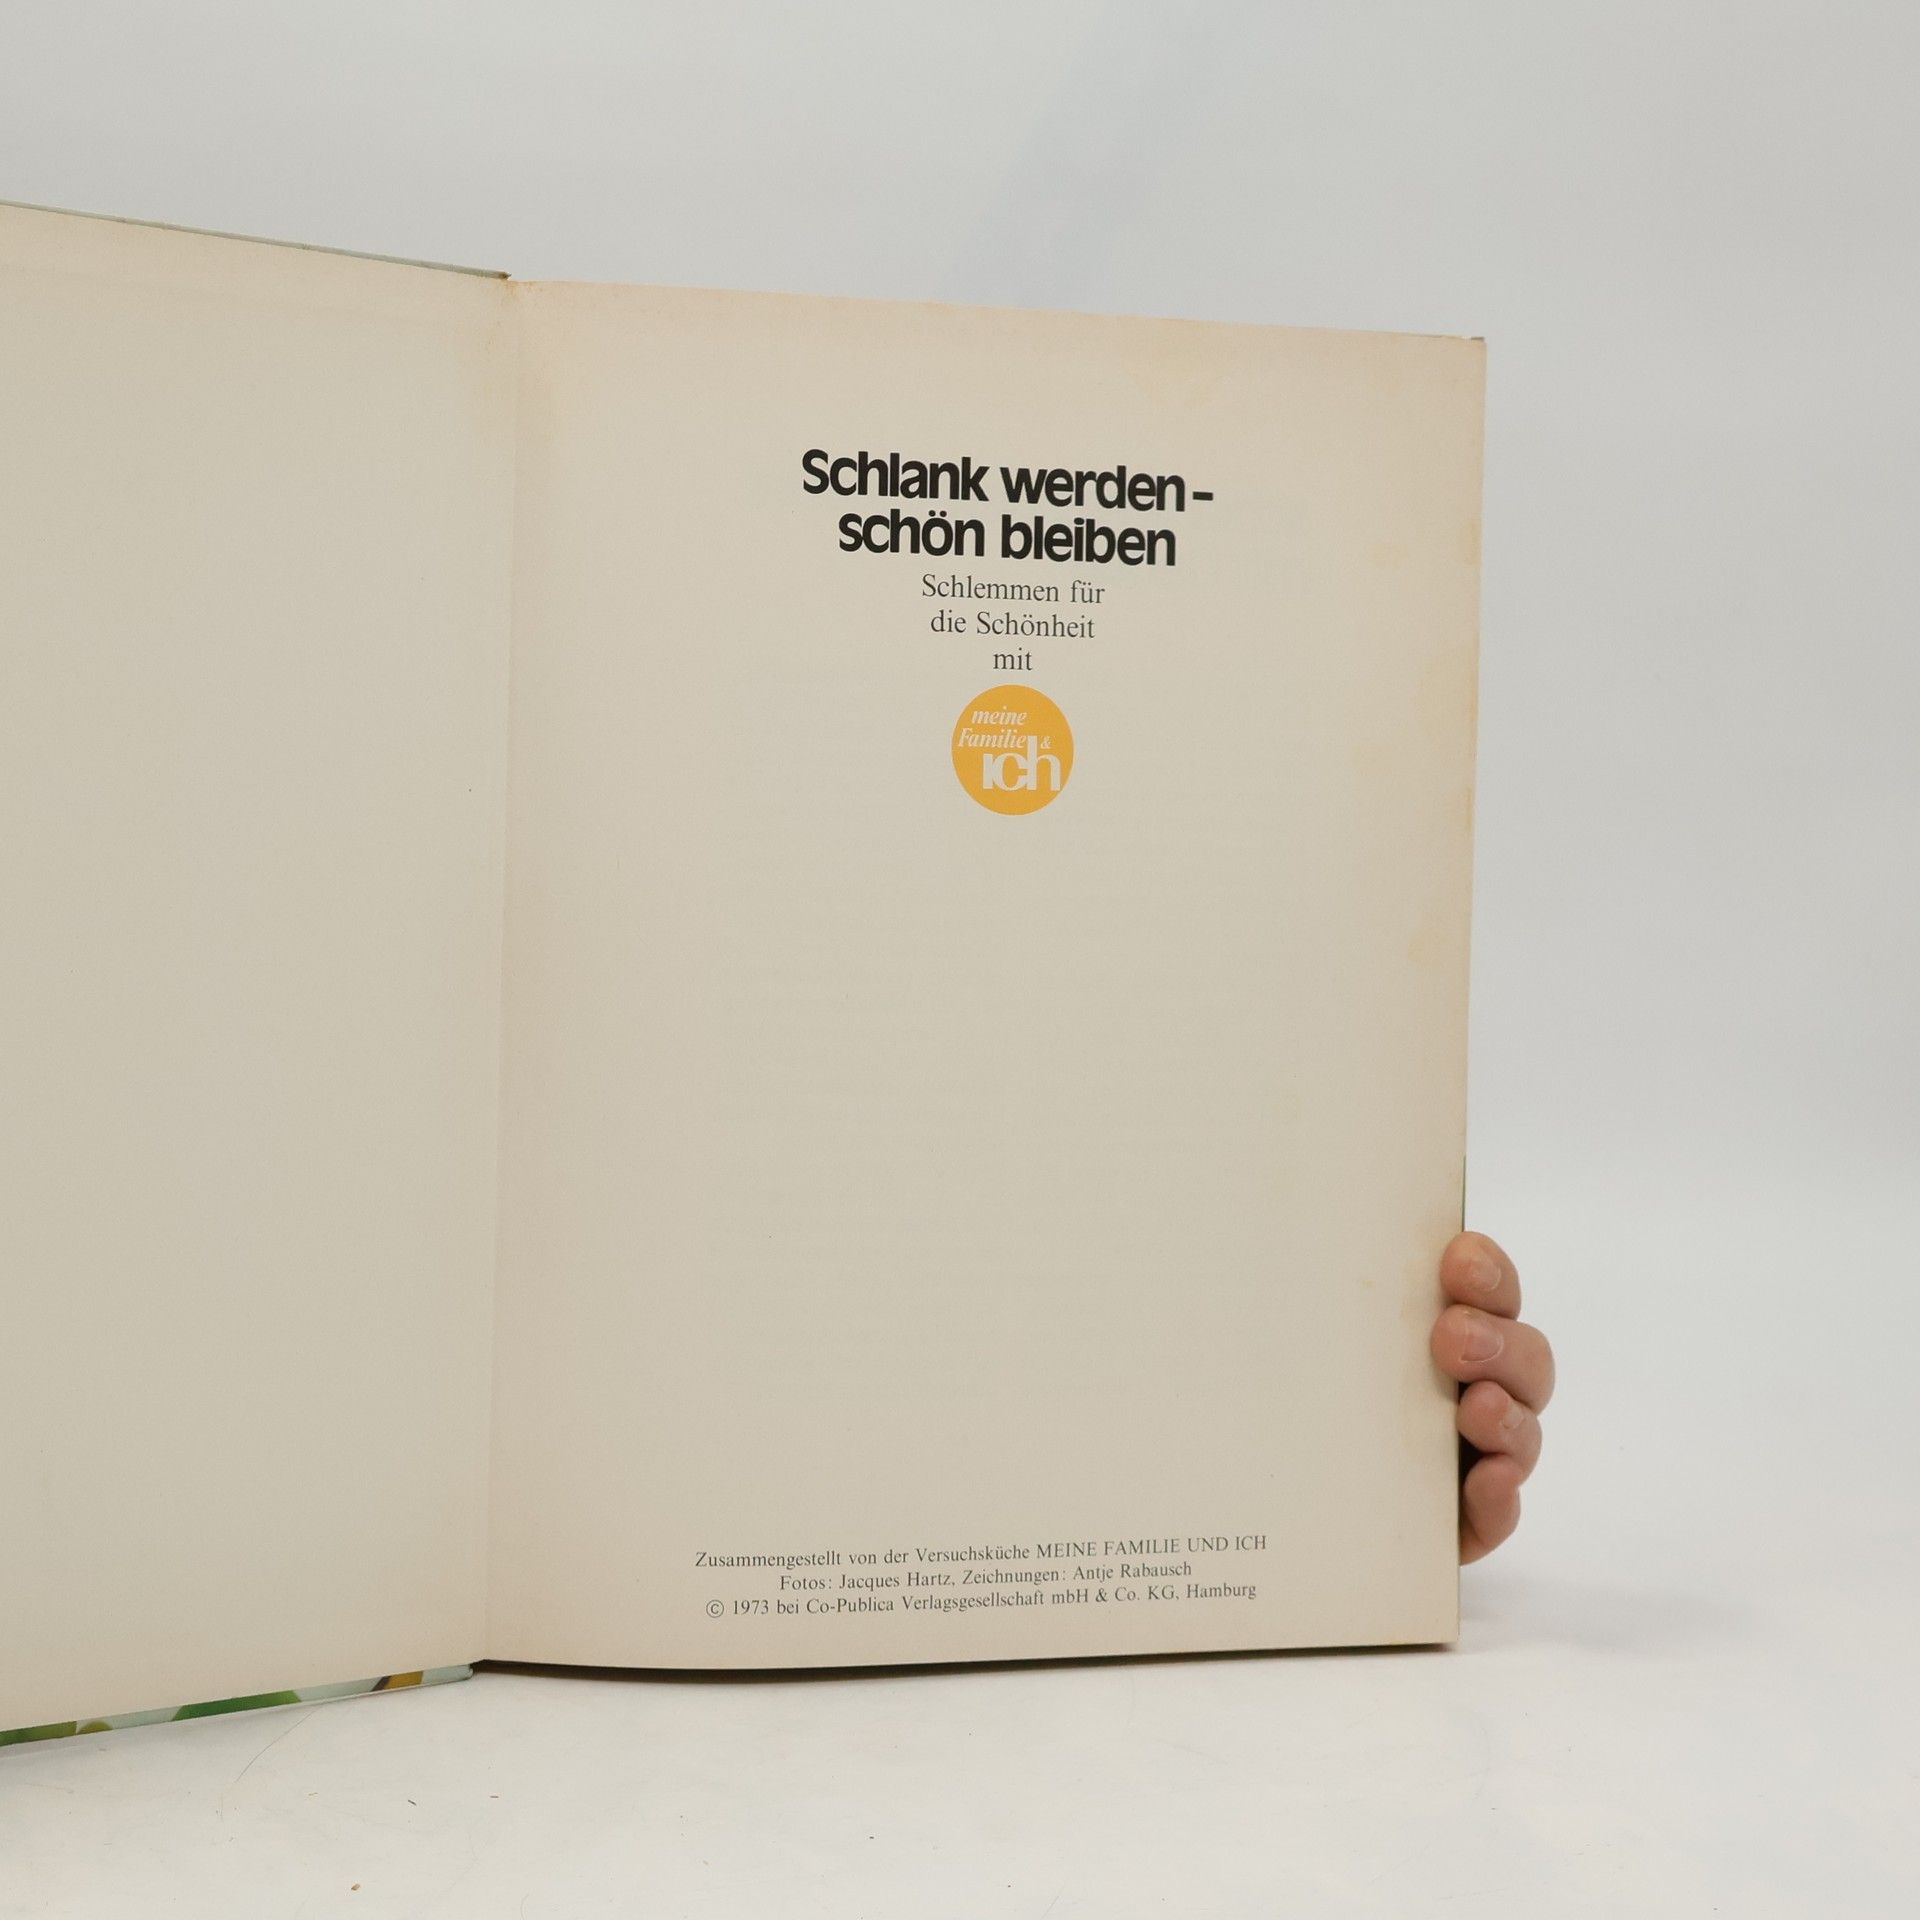 Schlank werden–
schön bleiben
Schlemmen für
die Schönheit
mit
meine
Familie &
ich
Zusammengestellt von der Versuchsküche MEINE FAMILIE UND ICH
Fotos: Jacques Hartz, Zeichnungen: Antje Rabausch
© 1973 bei Co-Publica Verlagsgesellschaft mbH & Co. KG, Hamburg